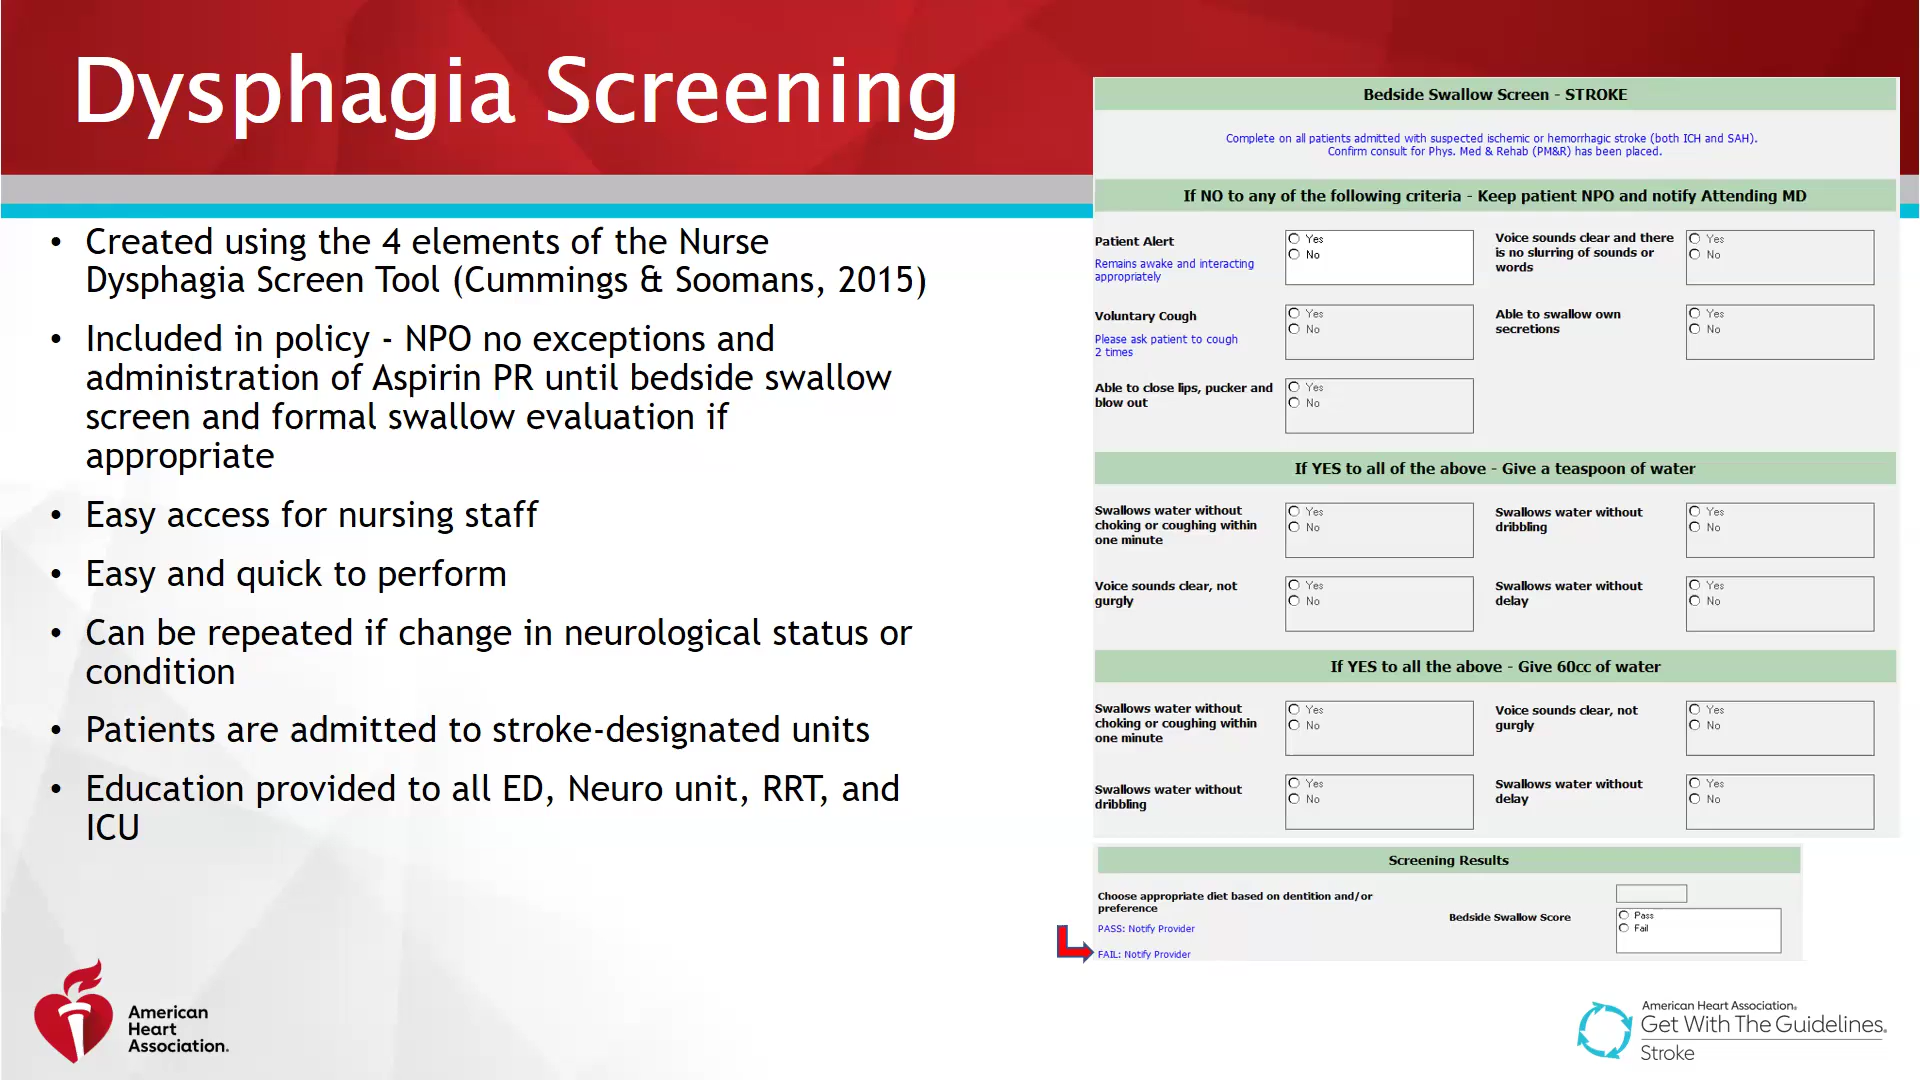 Dysphagia Screening
• Created using the 4 elements of the Nurse
Dysphagia Screen Tool (Cummings & Soomans, 2015)
• Included in policy - NPO no exceptions and
administration of Aspirin PR until bedside swallow
screen and formal swallow evaluation if
appropriate
• Easy access for nursing staff
• Easy and quick to perform
• Can be repeated if change in neurological status or
condition
• Patients are admitted to stroke-designated units
• Education provided to all ED, Neuro unit, RRT, and
ICU
Bedside Swallow Screen - STROKE
Complete on all patients admitted with suspected ischemic or hemorrhagic stroke (both ICH and SAH).
Confirm consult for Phys. Med & Rehab (PM&R) has been placed.
If NO to any of the following criteria - Keep patient NPO and notify Attending MD
Patient Alert
Remains awake and interacting
appropriately
Yes
No
Voice sounds clear and there
is no slurring of sounds or
words
Yes
No
Voluntary Cough
Please ask patient to cough
2 times
Yes
No
Able to swallow own
secretions
Yes
No
Able to close lips, pucker and
blow out
Yes
No
If YES to all of the above - Give a teaspoon of water
Swallows water without
choking or coughing within
one minute
Yes
No
Swallows water without
dribbling
Yes
No
Voice sounds clear, not
gurgly
Yes
No
Swallows water without
delay
Yes
No
If YES to all the above - Give 60cc of water
Swallows water without
choking or coughing within
one minute
Yes
No
Voice sounds clear, not
gurgly
Yes
No
Swallows water without
dribbling
Yes
No
Swallows water without
delay
Yes
No
Screening Results
Choose appropriate diet based on dentition and/or
preference
PASS: Notify Provider
FAIL: Notify Provider
Bedside Swallow Score
Pass
Fail
American
Heart
Association.
American Heart Association.
Get With The Guidelines.
Stroke